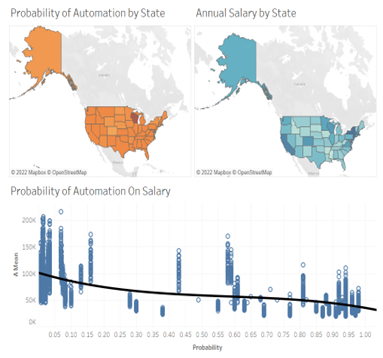 Probability of Automation by State
Annual Salary by State
© 2022 Mapbox © OpenStreetMap
© 2022 Mapbox © OpenStreetMap
Probability of Automation On Salary
A Mean
200K
150K
100K
50K
0K
0.05 0.10 0.15 0.20 0.25 0.30 0.35 0.40 0.45 0.50 0.55 0.60 0.65 0.70 0.75 0.80 0.85 0.90 0.95 1.00
Probability